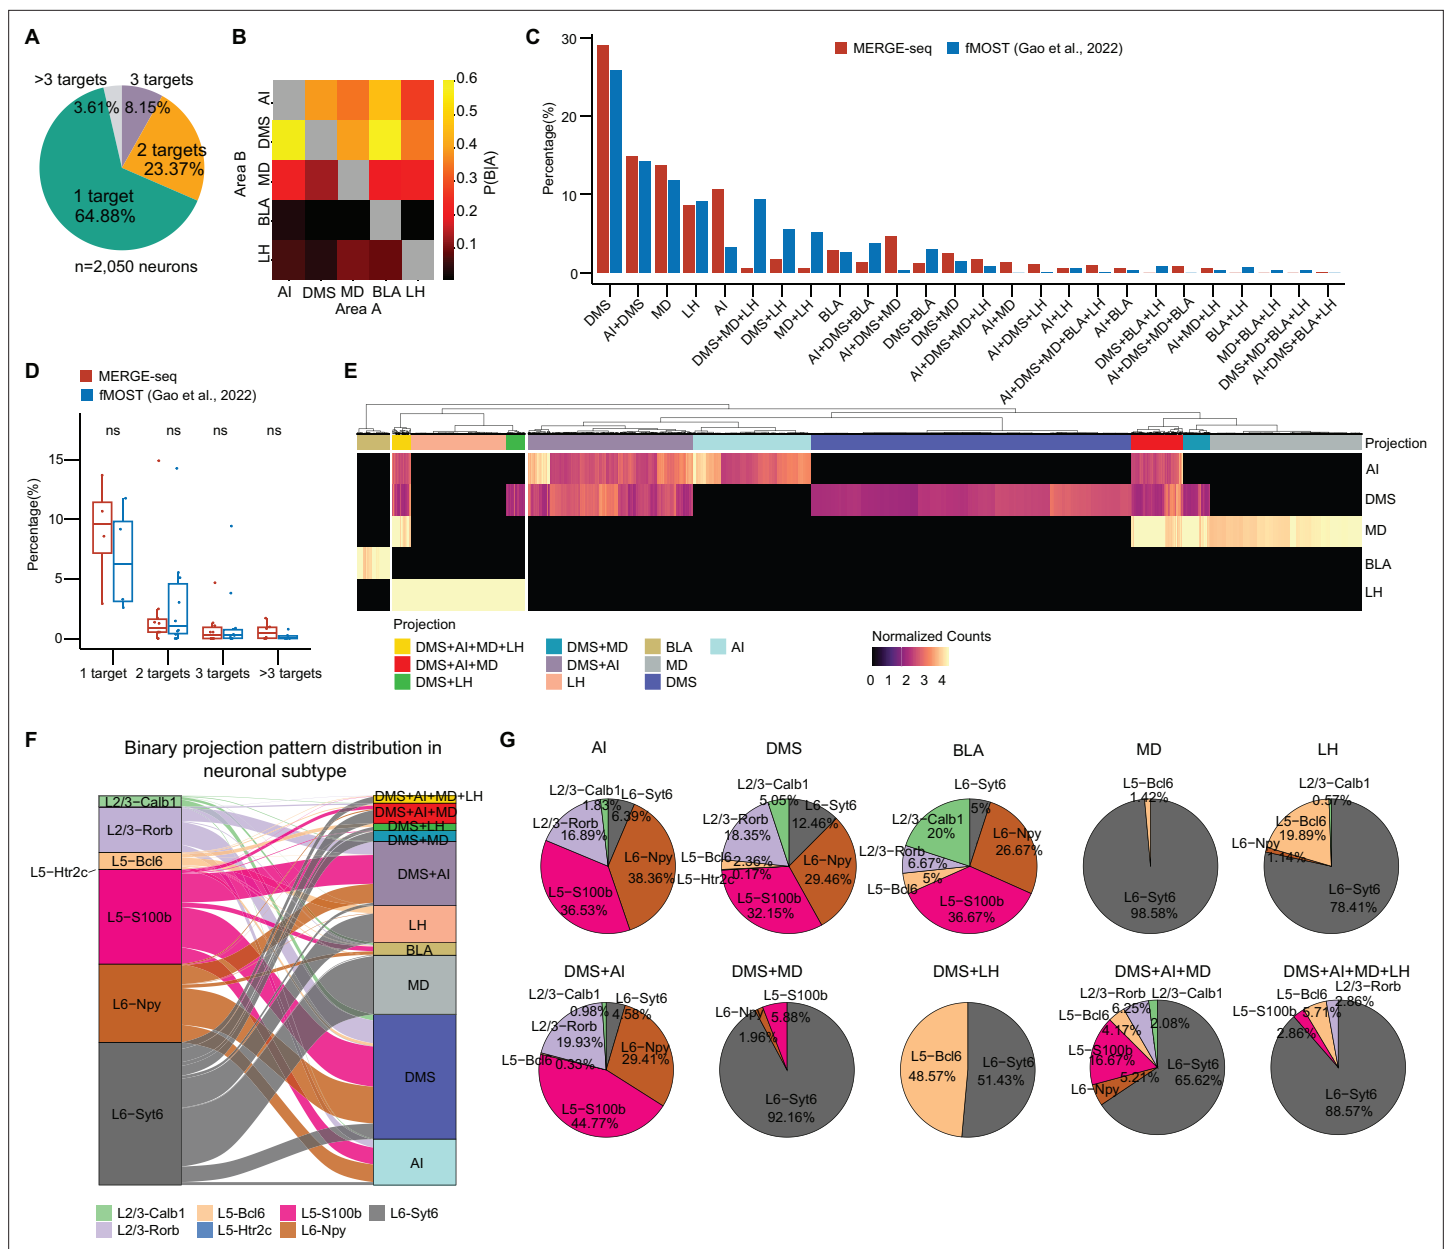 A
>3 targets
3 targets
3.61%
8.15%
2 targets
23.37%
1 target
64.88%
n=2,050 neurons
B
Area B
AI
DMS
MD
BLA
LH
AI
DMS
MD
BLA
LH
Area A
0.6
0.5
0.4
0.3
0.2
0.1
P(B|A)
C
MERGE-seq
fMOST (Gao et al., 2022)
Percentage(%)
30
20
10
0
DMS
AI+DMS
MD
LH
AI
DMS+MD+LH
DMS+LH
MD+LH
BLA
AI+DMS+BLA
AI+DMS+MD
DMS+BLA
DMS+MD
AI+DMS+MD+LH
AI+MD
AI+DMS+LH
AI+LH
AI+DMS+MD+BLA+LH
AI+BLA
DMS+BLA+LH
AI+DMS+MD+BLA
AI+MD+LH
BLA+LH
MD+BLA+LH
DMS+MD+BLA+LH
AI+DMS+BLA+LH
D
MERGE-seq
fMOST (Gao et al., 2022)
ns
ns
ns
ns
Percentage(%)
15
10
5
0
1 target
2 targets
3 targets
>3 targets
E
Projection
AI
DMS
MD
BLA
LH
Projection
DMS+AI+MD+LH
DMS+AI+MD
DMS+LH
DMS+MD
DMS+AI
LH
BLA
MD
DMS
AI
Normalized Counts
0 1 2 3 4
F
Binary projection pattern distribution in
neuronal subtype
L2/3−Calb1
L2/3−Rorb
L5−Bcl6
L5−Htr2c
L5−S100b
L6−Npy
L6−Syt6
DMS+AI+MD+LH
DMS+AI+MD
DMS+LH
DMS+MD
DMS+AI
LH
BLA
MD
DMS
AI
L2/3-Calb1
L2/3-Rorb
L5-Bcl6
L5-Htr2c
L5-S100b
L6-Npy
L6-Syt6
G
AI
L2/3−Calb1
1.83%
L6−Syt6
6.39%
L2/3−Rorb
16.89%
L6−Npy
38.36%
L5−S100b
36.53%
DMS
L2/3−Calb1
5.05%
L6−Syt6
12.46%
L2/3−Rorb
18.35%
L5−Bcl6
2.36%
L5−Htr2c
0.17%
L6−Npy
29.46%
L5−S100b
32.15%
BLA
L6−Syt6
5%
L2/3−Calb1
20%
L6−Npy
26.67%
L2/3−Rorb
6.67%
L5−Bcl6
5%
L5−S100b
36.67%
MD
L5−Bcl6
1.42%
L6−Syt6
98.58%
LH
L2/3−Calb1
0.57%
L5−Bcl6
19.89%
L6−Npy
1.14%
L6−Syt6
78.41%
DMS+AI
L2/3−Calb1
0.98%
L6−Syt6
4.58%
L2/3−Rorb
19.93%
L5−Bcl6
0.33%
L6−Npy
29.41%
L5−S100b
44.77%
DMS+MD
L5−S100b
5.88%
L6−Npy
1.96%
L6−Syt6
92.16%
DMS+LH
L5−Bcl6
48.57%
L6−Syt6
51.43%
DMS+AI+MD
L2/3−Rorb
6.25%
L2/3−Calb1
2.08%
L5−Bcl6
4.17%
L5−S100b
16.67%
L6−Npy
5.21%
L6−Syt6
65.62%
DMS+AI+MD+LH
L2/3−Rorb
2.86%
L5−Bcl6
5.71%
L5−S100b
2.86%
L6−Syt6
88.57%